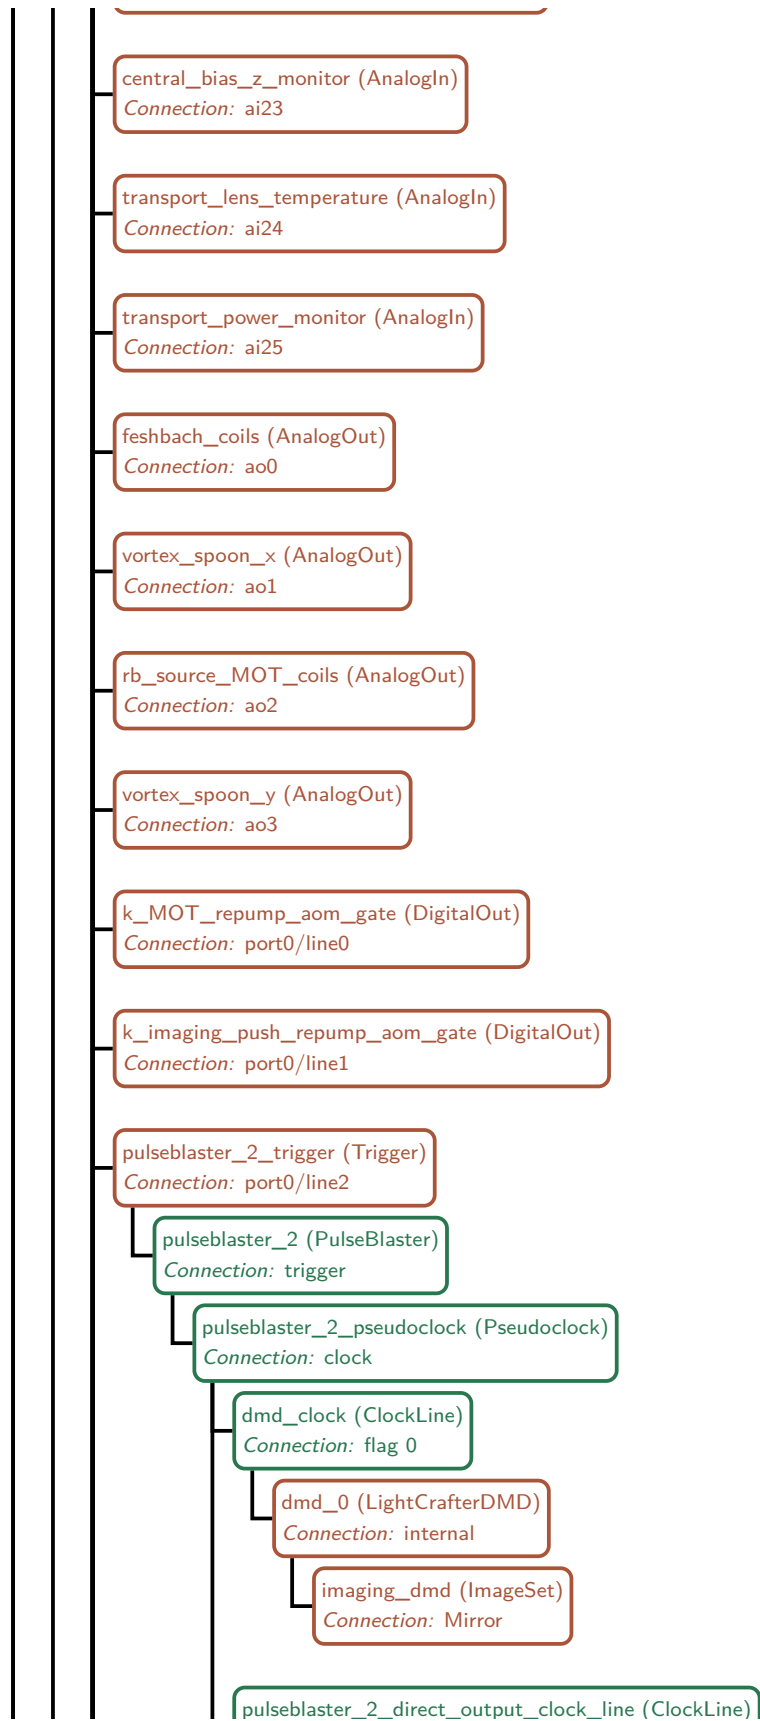 central_bias_z_monitor (AnalogIn)
Connection: ai23
transport_lens_temperature (AnalogIn)
Connection: ai24
transport_power_monitor (AnalogIn)
Connection: ai25
feshbach_coils (AnalogOut)
Connection: ao0
vortex_spoon_x (AnalogOut)
Connection: ao1
rb_source_MOT_coils (AnalogOut)
Connection: ao2
vortex_spoon_y (AnalogOut)
Connection: ao3
k_MOT_repump_aom_gate (DigitalOut)
Connection: port0/line0
k_imaging_push_repump_aom_gate (DigitalOut)
Connection: port0/line1
pulseblaster_2_trigger (Trigger)
Connection: port0/line2
pulseblaster_2 (PulseBlaster)
Connection: trigger
pulseblaster_2_pseudoclock (Pseudoclock)
Connection: clock
dmd_clock (ClockLine)
Connection: flag 0
dmd_0 (LightCrafterDMD)
Connection: internal
imaging_dmd (ImageSet)
Connection: Mirror
pulseblaster_2_direct_output_clock_line (ClockLine)